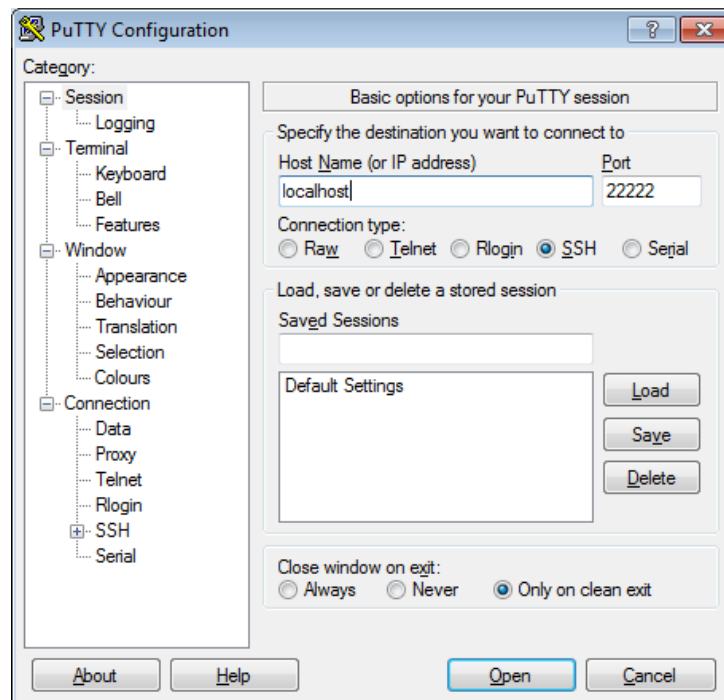 PuTTY Configuration
Category:
Session
Logging
Terminal
Keyboard
Bell
Features
Window
Appearance
Behaviour
Translation
Selection
Colours
Connection
Data
Proxy
Telnet
Rlogin
SSH
Serial
Basic options for your PuTTY session
Specify the destination you want to connect to
Host Name (or IP address) Port
localhost 22222
Connection type:
Raw Telnet Rlogin SSH Serial
Load, save or delete a stored session
Saved Sessions
Default Settings
Load
Save
Delete
Close window on exit:
Always Never Only on clean exit
About Help Open Cancel